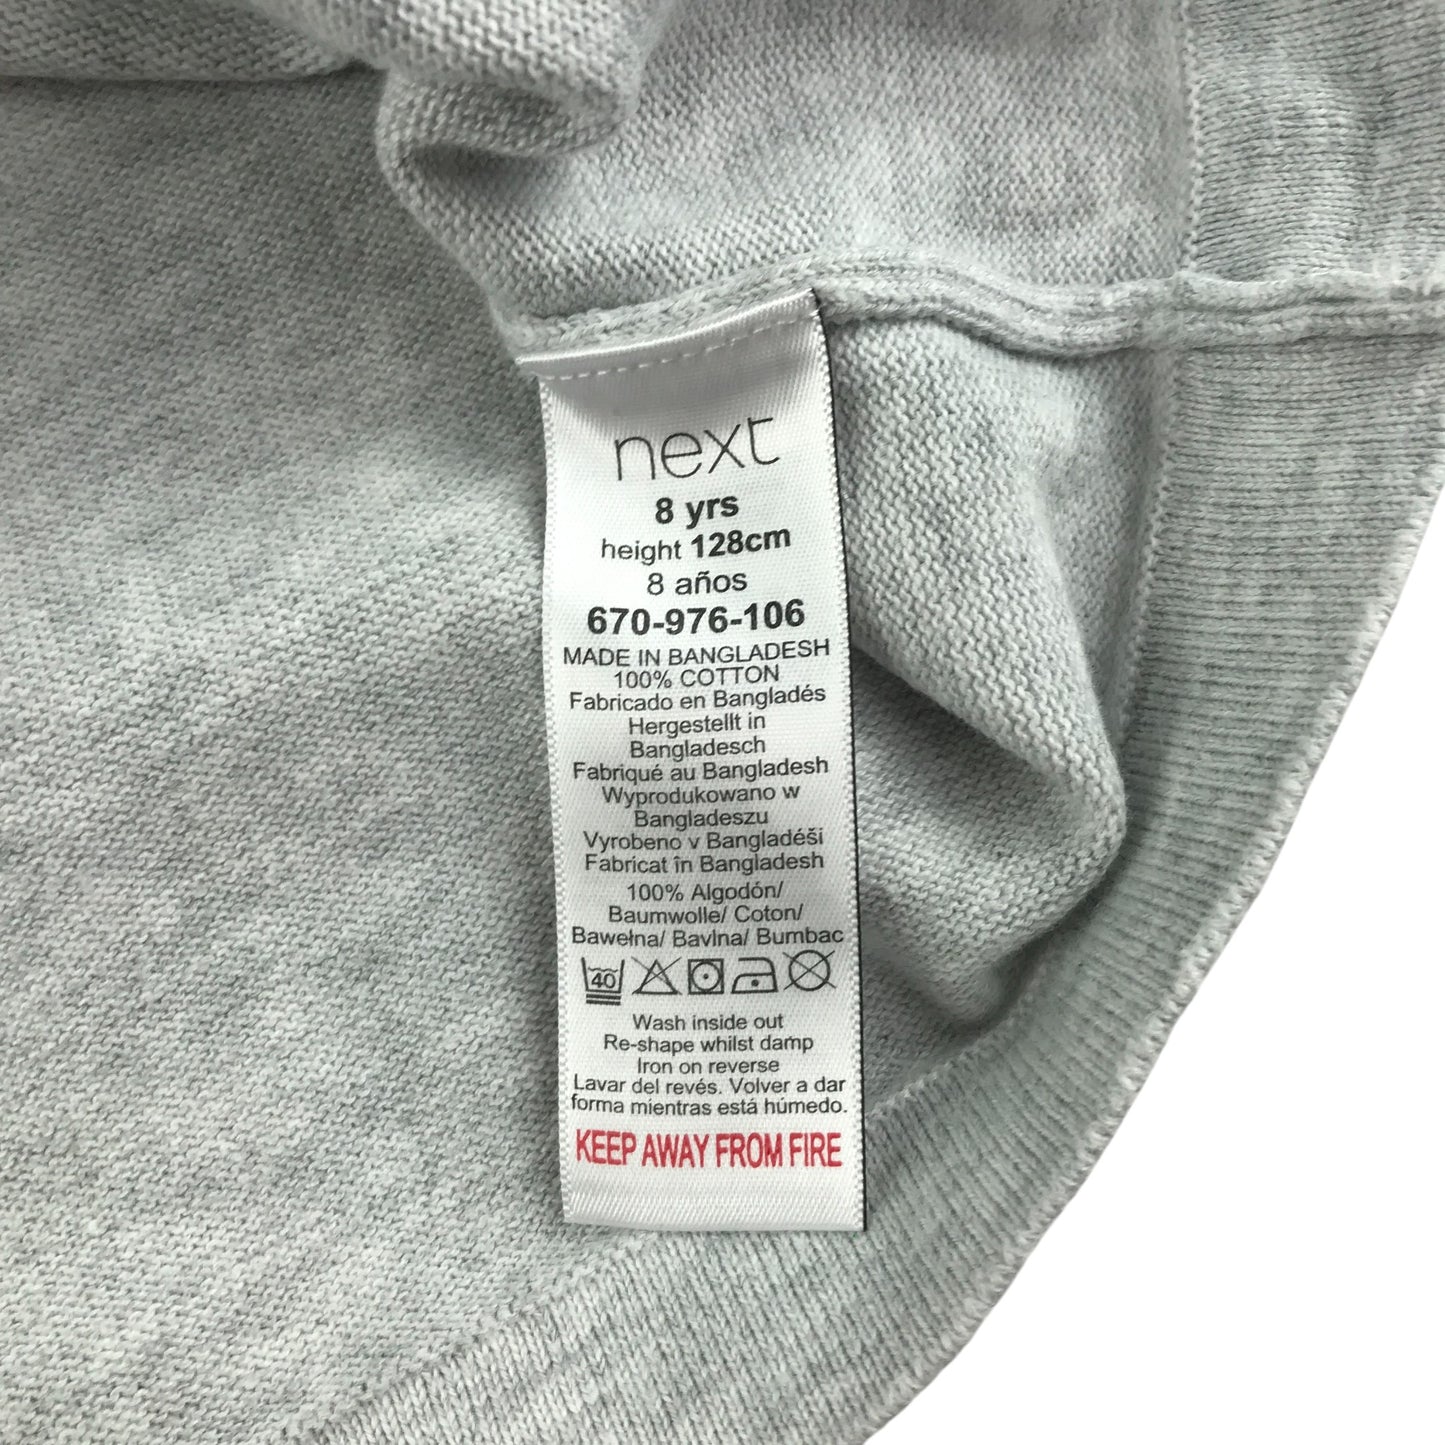 next
8 yrs
height 128cm
8 años
670-976-106
MADE IN BANGLADESH
100% COTTON
Fabricado en Bangladés
Hergestellt in
Bangladesch
Fabriqué au Bangladesh
Wyprodukowano w
Bangladeszu
Vyrobeno v Bangladéši
Fabricat în Bangladesh
100% Algodón/
Baumwolle/ Coton/
Bawełna/ Bavlna/ Bumbac
40
Wash inside out
Re-shape whilst damp
Iron on reverse
Lavar del revés. Volver a dar
forma mientras está húmedo.
KEEP AWAY FROM FIRE